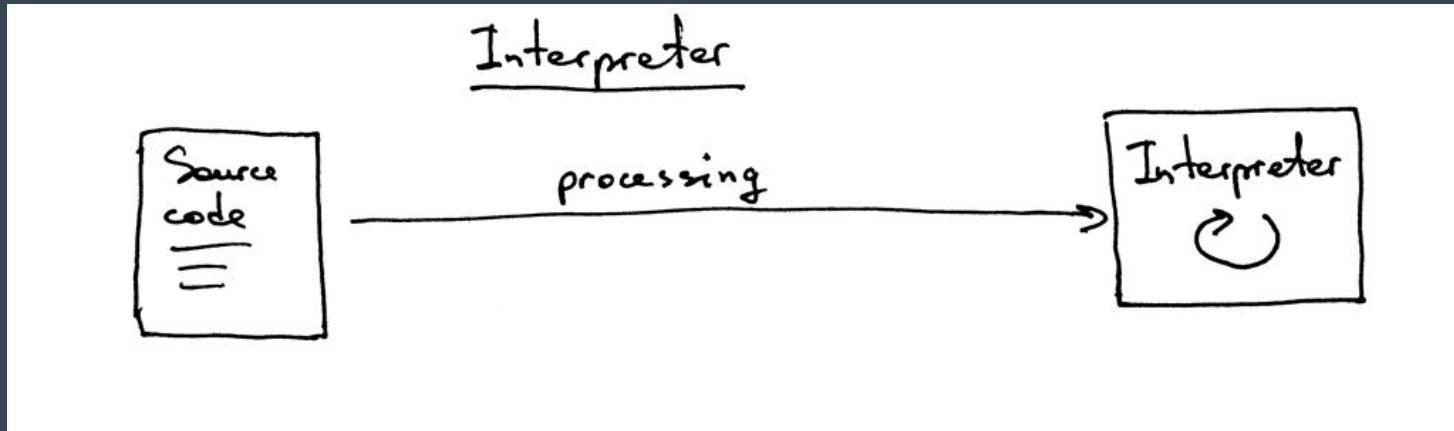 Interpreter
Source
code
processing
Interpreter